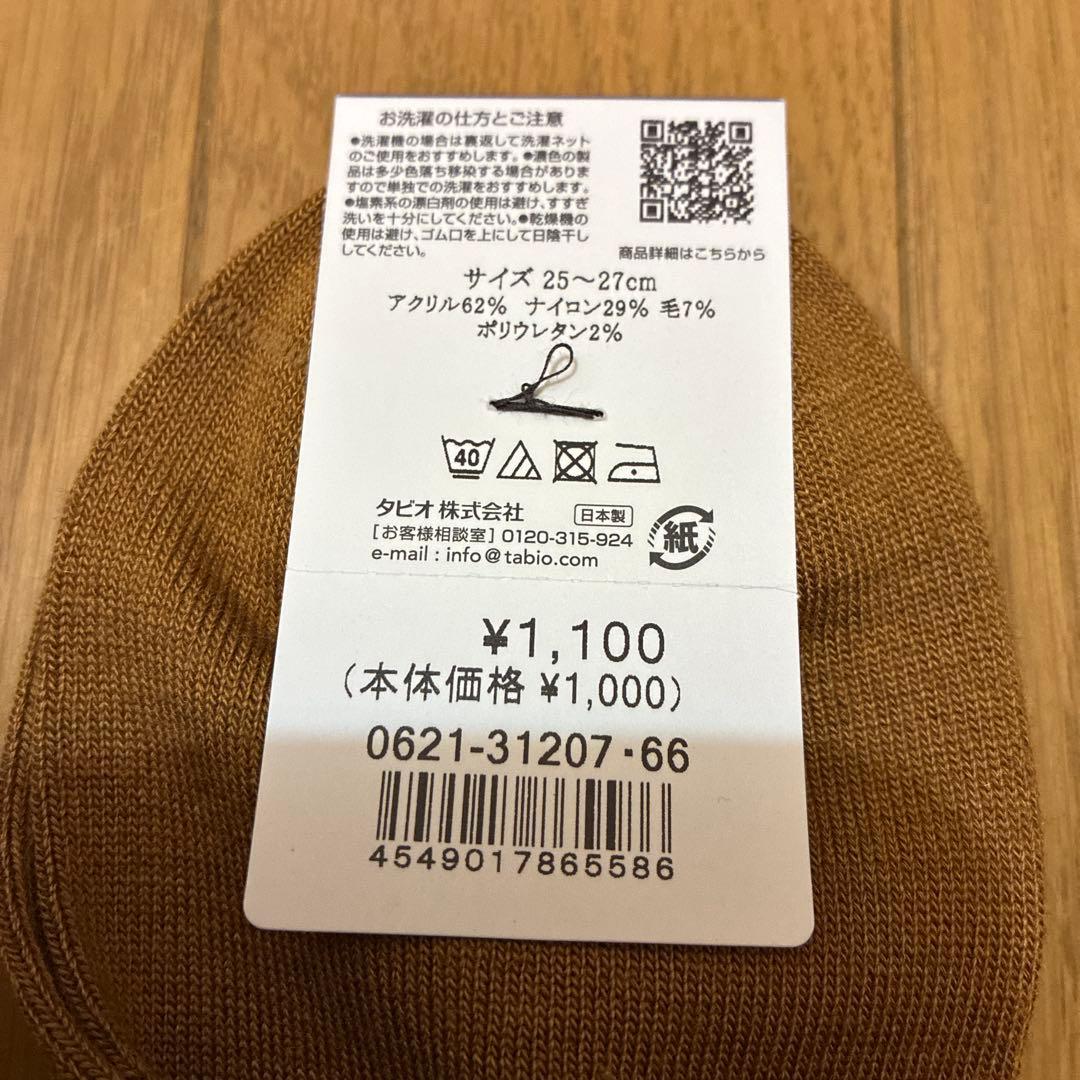 お洗濯の仕方とご注意
●洗濯機の場合は裏返して洗濯ネット
のご使用をおすすめします。●濃色の製
品は多少色落ち移染する場合がありま
すので単独での洗濯をおすすめします。
●塩素系の漂白剤の使用は避け、すすぎ
洗いを十分にしてください。●乾燥機の
使用は避け、ゴム口を上にして日陰干し
してください。
商品詳細はこちらから
サイズ 25～27cm
アクリル62% ナイロン29% 毛7%
ポリウレタン2%
40
タビオ株式会社 日本製
[お客様相談室] 0120-315-924
e-mail : info@tabio.com
紙
¥1,100
(本体価格 ¥1,000)
0621-31207・66
4549017865586